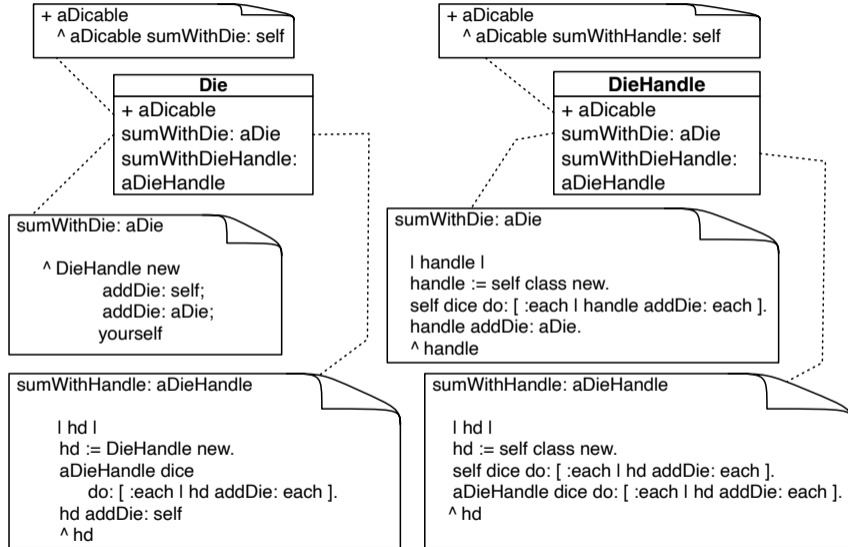 + aDicable
^ aDicable sumWithDie: self
+ aDicable
^ aDicable sumWithHandle: self
Die
+ aDicable
sumWithDie: aDie
sumWithDieHandle:
aDieHandle
DieHandle
+ aDicable
sumWithDie: aDie
sumWithDieHandle:
aDieHandle
sumWithDie: aDie
^ DieHandle new
addDie: self;
addDie: aDie;
yourself
sumWithDie: aDie
| handle |
handle := self class new.
self dice do: [ :each | handle addDie: each ].
handle addDie: aDie.
^ handle
sumWithHandle: aDieHandle
| hd |
hd := DieHandle new.
aDieHandle dice
do: [ :each | hd addDie: each ].
hd addDie: self
^ hd
sumWithHandle: aDieHandle
| hd |
hd := self class new.
self dice do: [ :each | hd addDie: each ].
aDieHandle dice do: [ :each | hd addDie: each ].
^ hd